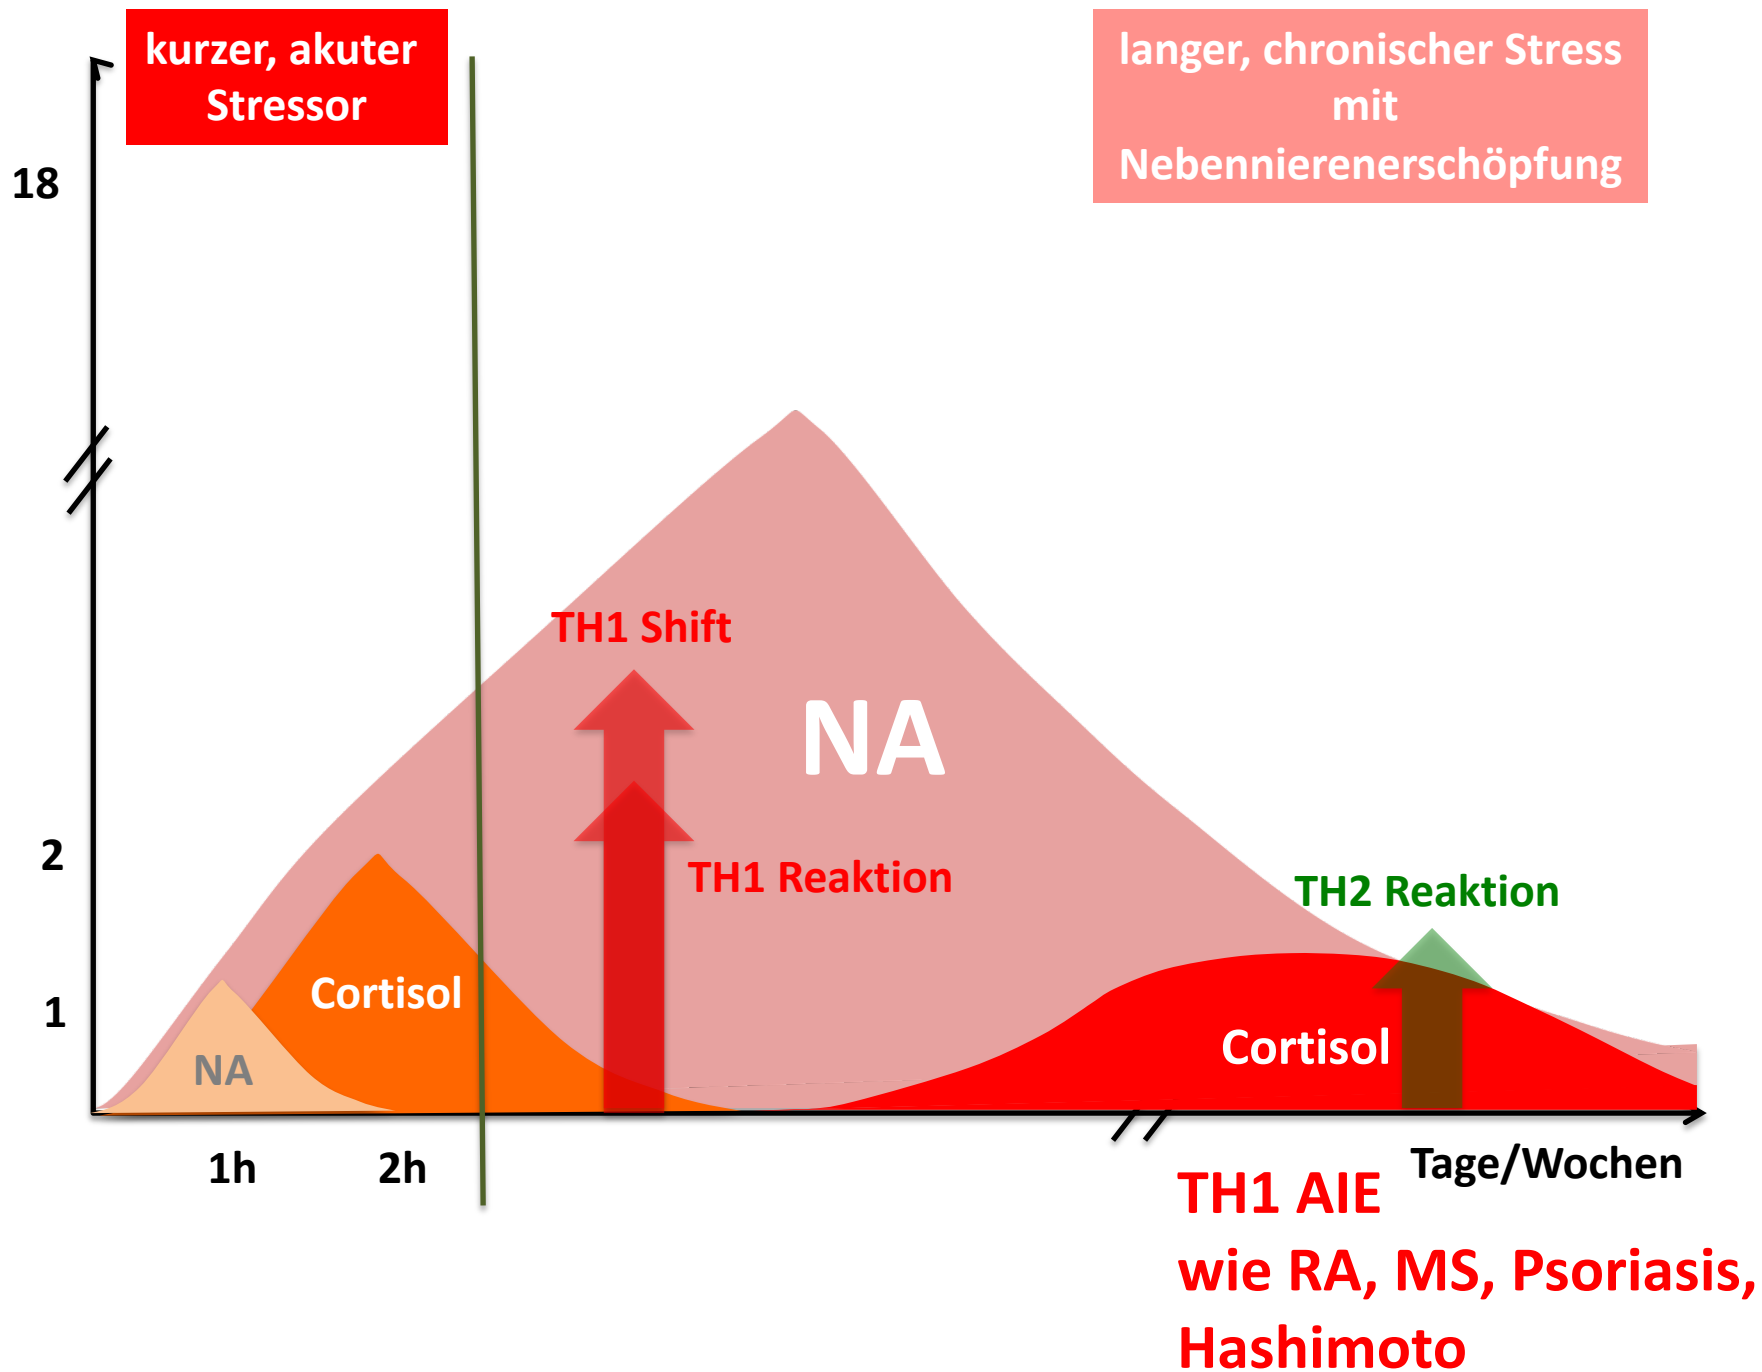 kurzer, akuter
Stressor
langer, chronischer Stress
mit
Nebennierenerschöpfung
18
TH1 Shift
NA
2
TH1 Reaktion
TH2 Reaktion
Cortisol
1
Cortisol
NA
1h
2h
Tage/Wochen
TH1 AIE
wie RA, MS, Psoriasis,
Hashimoto